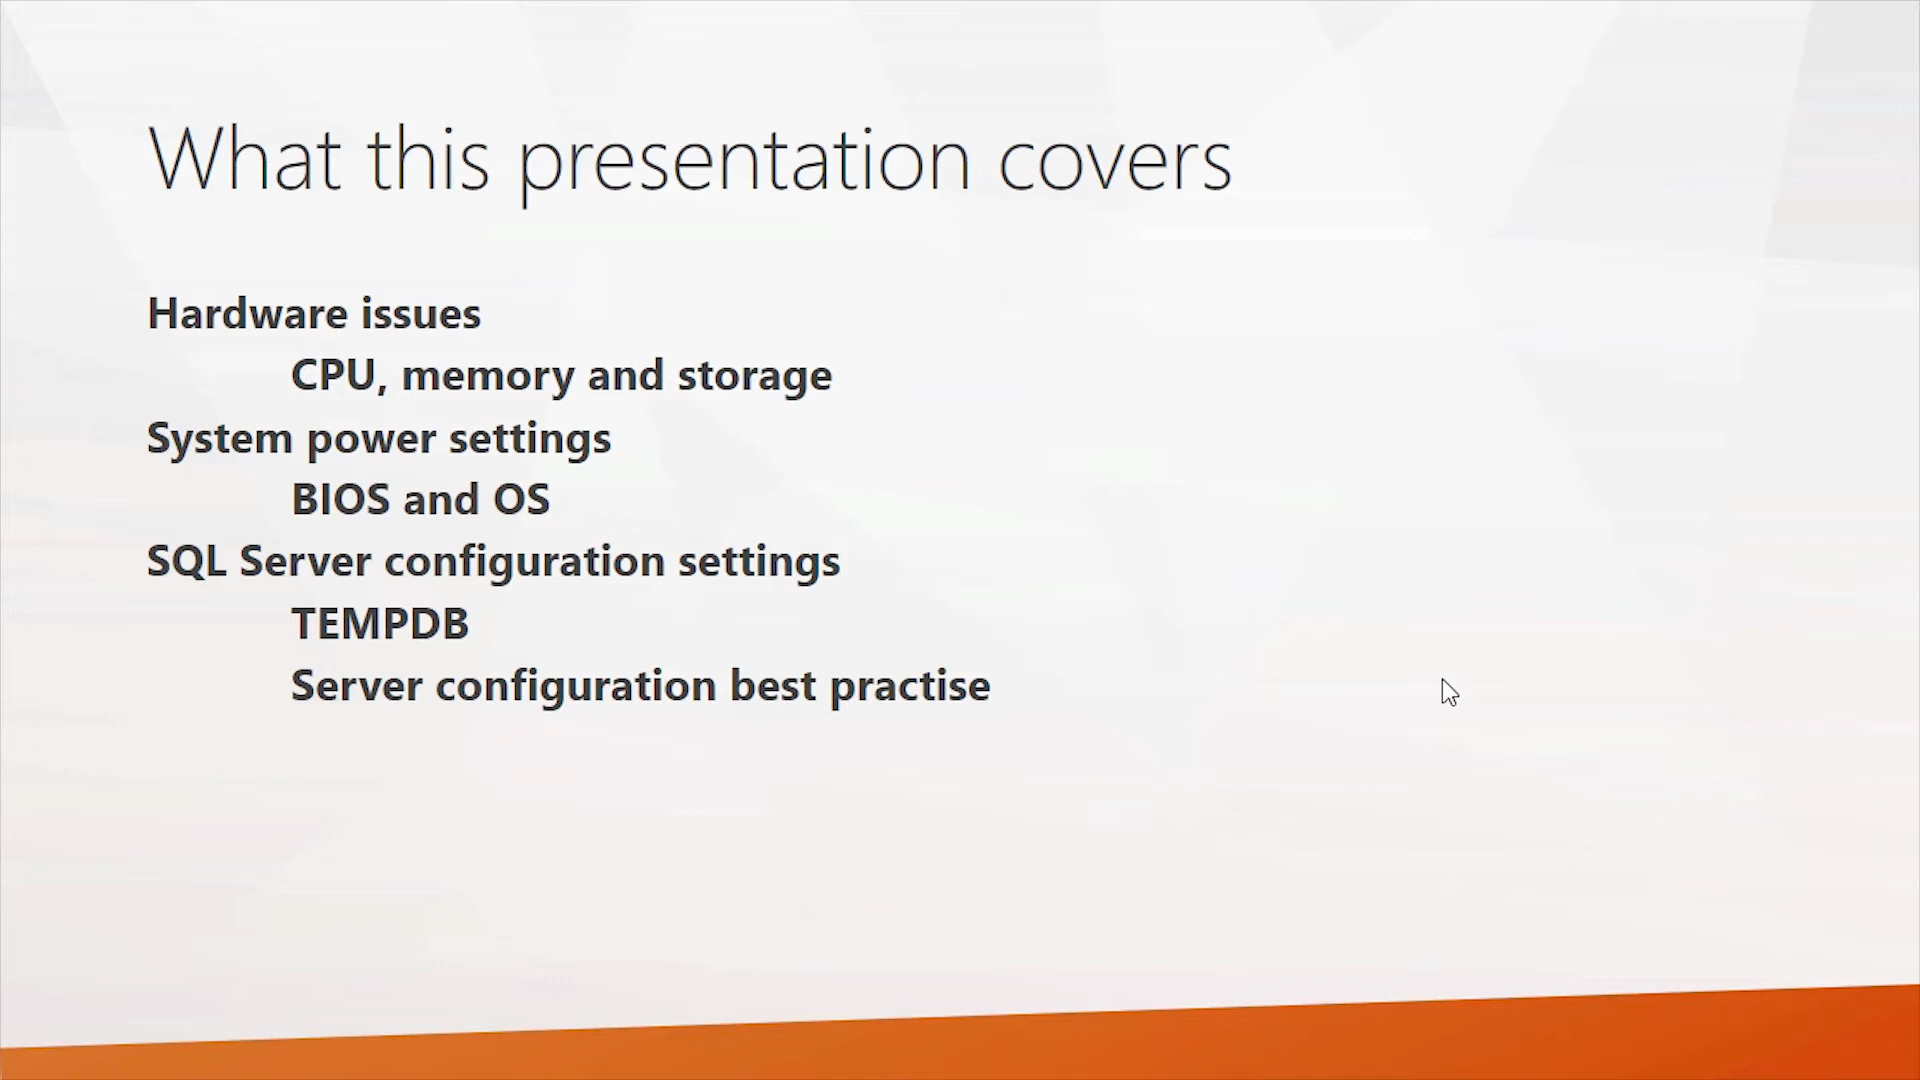 What this presentation covers
Hardware issues
CPU, memory and storage
System power settings
BIOS and OS
SQL Server configuration settings
TEMPDB
Server configuration best practise